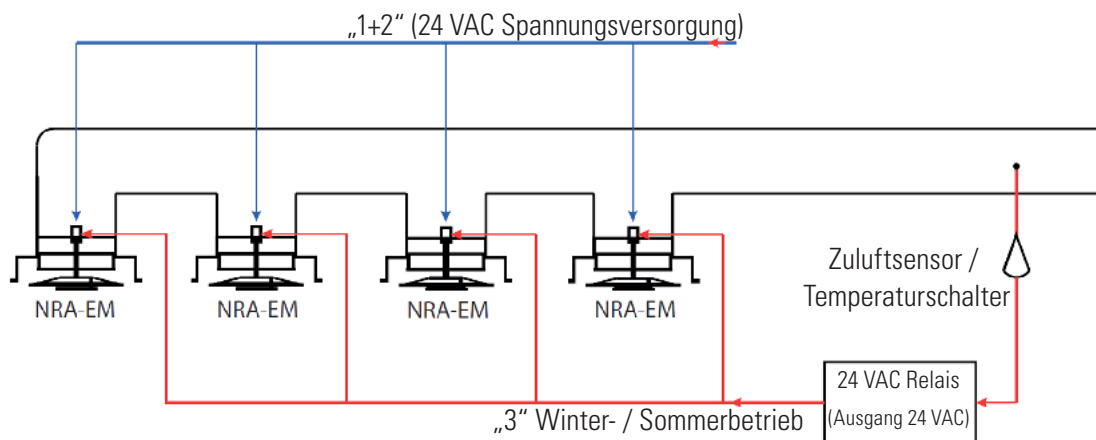 „1+2“ (24 VAC Spannungsversorgung)
NRA-EM
NRA-EM
NRA-EM
NRA-EM
Zuluftsensor /
Temperaturschalter
24 VAC Relais
(Ausgang 24 VAC)
„3“ Winter- / Sommerbetrieb